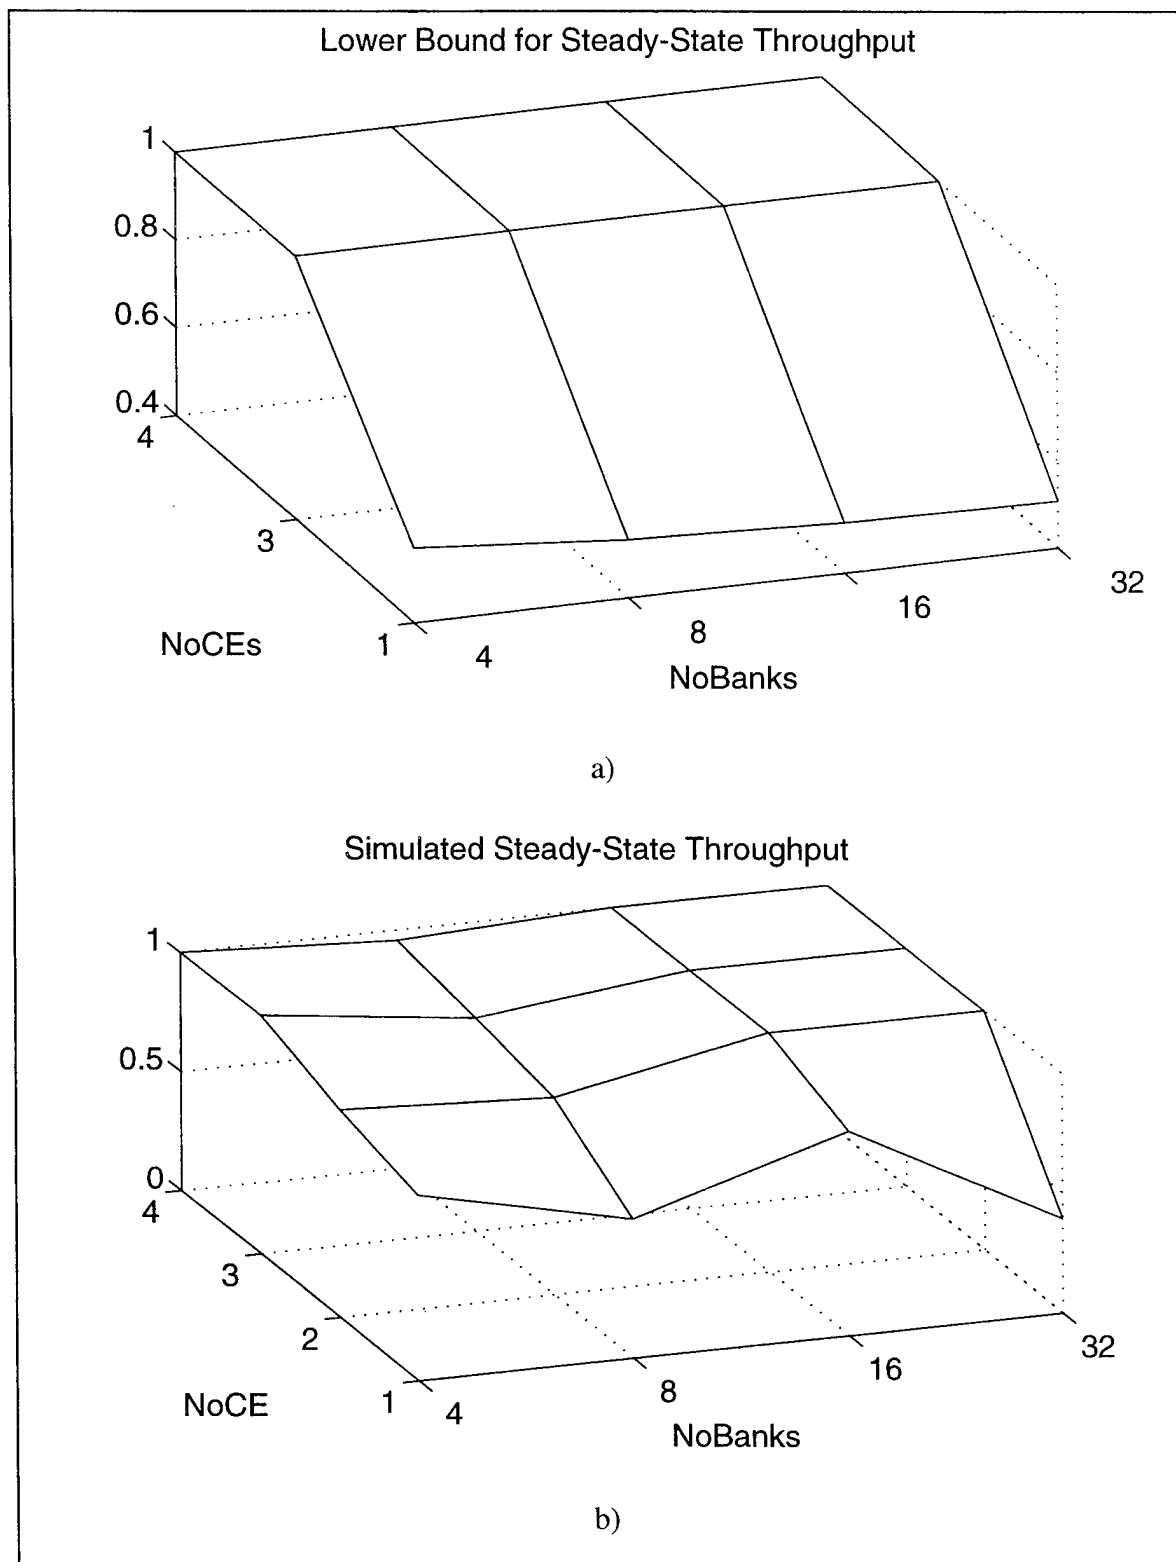 Lower Bound for Steady-State Throughput
1
0.8
0.6
0.4
4
3
1
NoCEs
4
8
16
32
NoBanks
a)
Simulated Steady-State Throughput
1
0.5
0
4
3
2
1
NoCE
4
8
16
32
NoBanks
b)